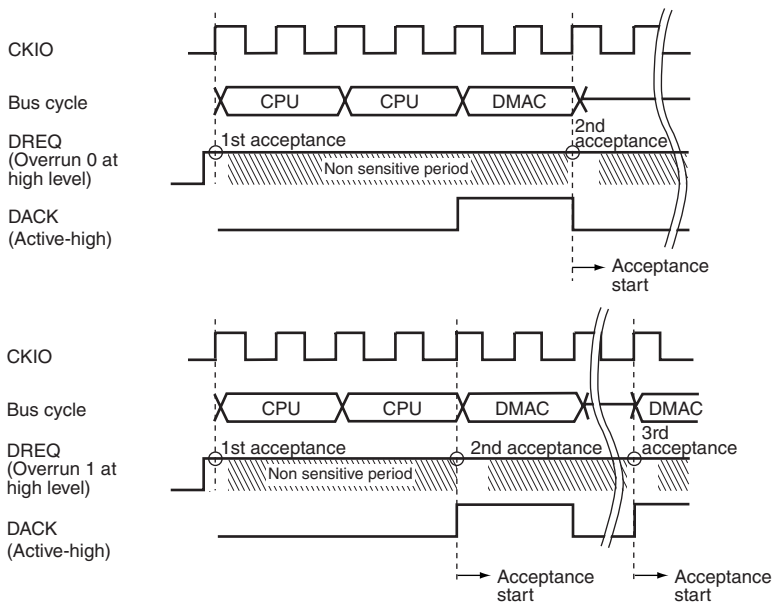 CKIO
Bus cycle
CPU
CPU
DMAC
DREQ
(Overrun 0 at
high level)
1st acceptance
2nd
acceptance
Non sensitive period
DACK
(Active-high)
Acceptance
start
CKIO
Bus cycle
CPU
CPU
DMAC
DMAC
DREQ
(Overrun 1 at
high level)
1st acceptance
2nd acceptance
3rd
acceptance
Non sensitive period
DACK
(Active-high)
Acceptance
start
Acceptance
start